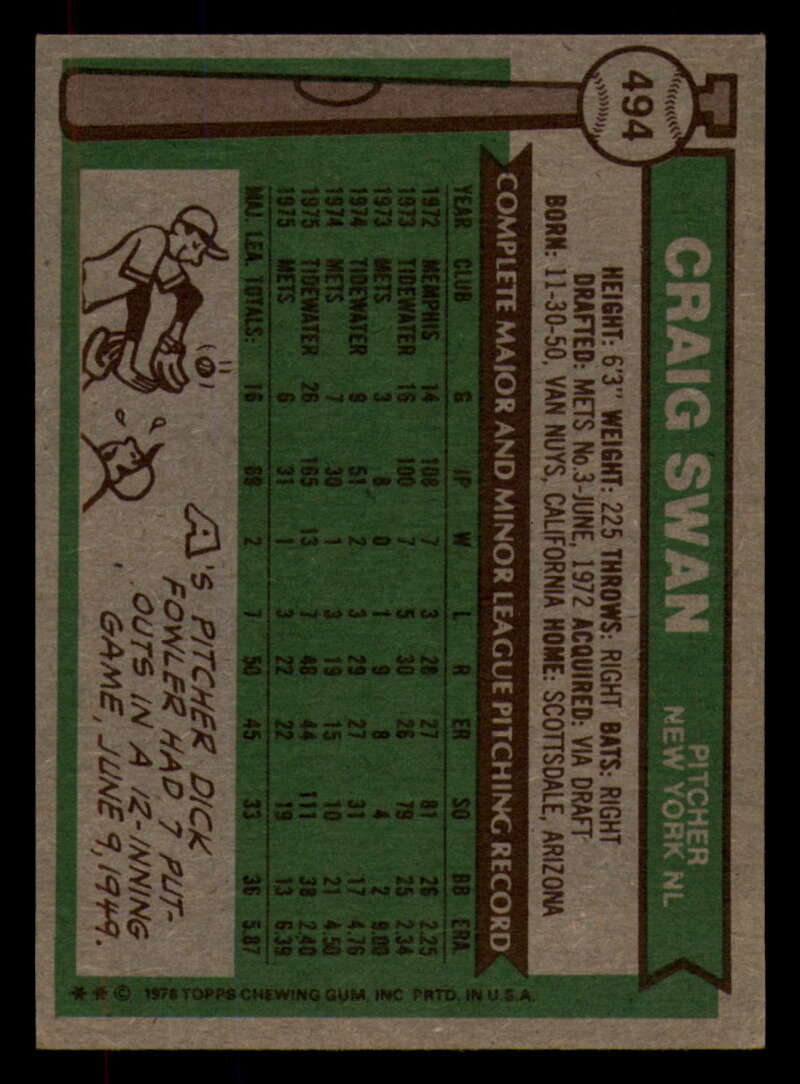 494
CRAIG SWAN
PITCHER
NEW YORK NL
HEIGHT: 6'3" WEIGHT: 225 THROWS: RIGHT BATS: RIGHT
DRAFTED: METS No.3-JUNE, 1972 ACQUIRED: VIA DRAFT
BORN: 11-30-50, VAN NUYS, CALIFORNIA HOME: SCOTTSDALE, ARIZONA
COMPLETE MAJOR AND MINOR LEAGUE PITCHING RECORD
YEAR CLUB G IP W L R ER SO BB ERA
1972 MEMPHIS 14 108 7 3 28 27 81 26 2.25
1973 TIDEWATER 16 100 7 5 30 26 79 25 2.34
1973 METS 3 8 0 1 9 8 4 2 9.00
1974 TIDEWATER 9 51 2 3 29 27 31 17 4.76
1974 METS 7 30 1 3 19 15 10 21 4.50
1975 TIDEWATER 26 165 13 7 48 44 111 38 2.40
1975 METS 6 31 1 3 22 22 19 13 6.39
MAJ. LEA. TOTALS: 16 69 2 7 50 45 33 36 5.87
A'S PITCHER DICK
FOWLER HAD 7 PUT-
OUTS IN A 12-INNING
GAME, JUNE 9, 1949.
** © 1976 TOPPS CHEWING GUM, INC PRTD. IN U.S.A.